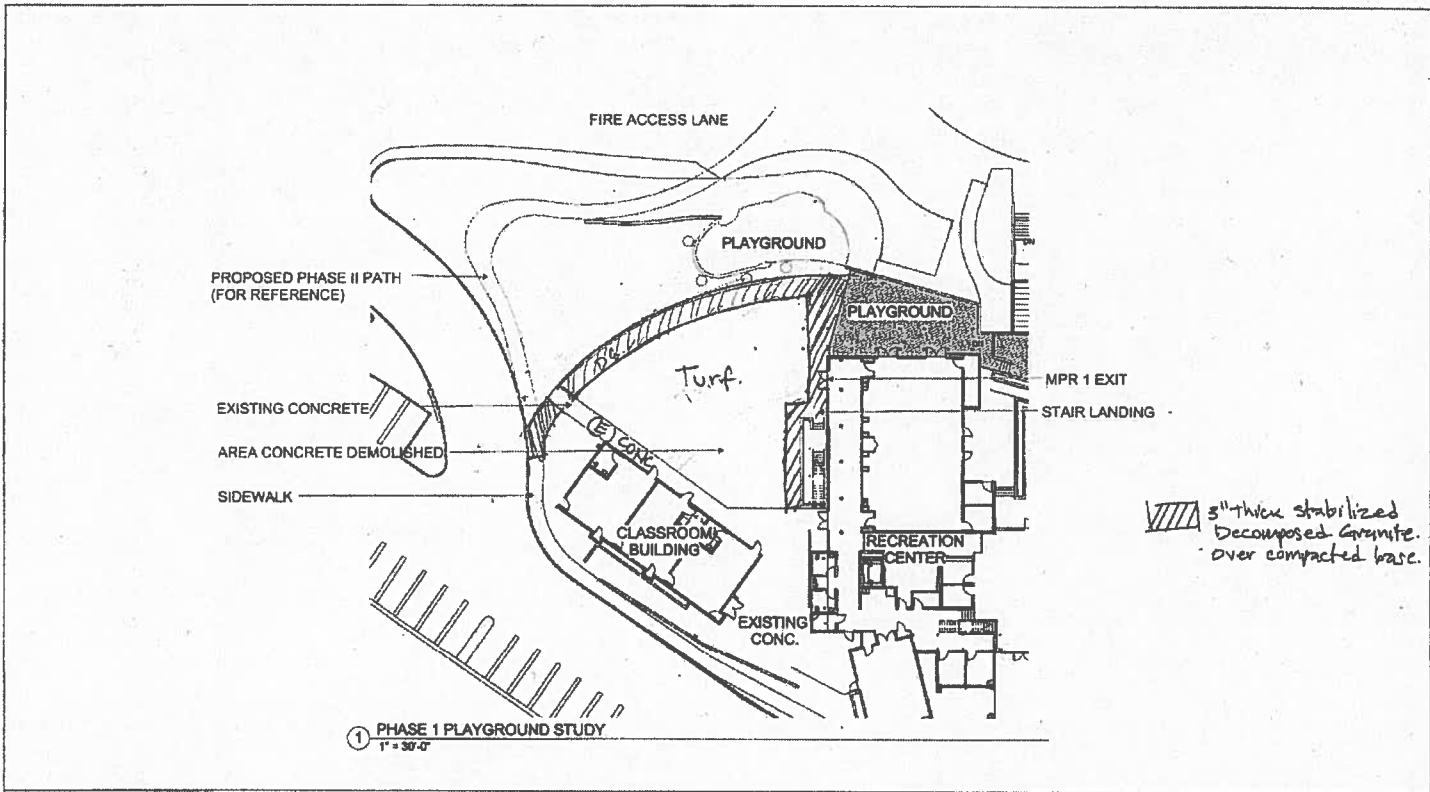 FIRE ACCESS LANE
PLAYGROUND
PROPOSED PHASE II PATH
(FOR REFERENCE)
PLAYGROUND
Turf.
MPR 1 EXIT
EXISTING CONCRETE
STAIR LANDING
AREA CONCRETE DEMOLISHED
(E) CONC
SIDEWALK
3" thick stabilized
Decomposed Granite.
Over compacted base.
CLASSROOM
BUILDING
RECREATION
CENTER
EXISTING
CONC.
1 PHASE 1 PLAYGROUND STUDY
1" = 30'-0"